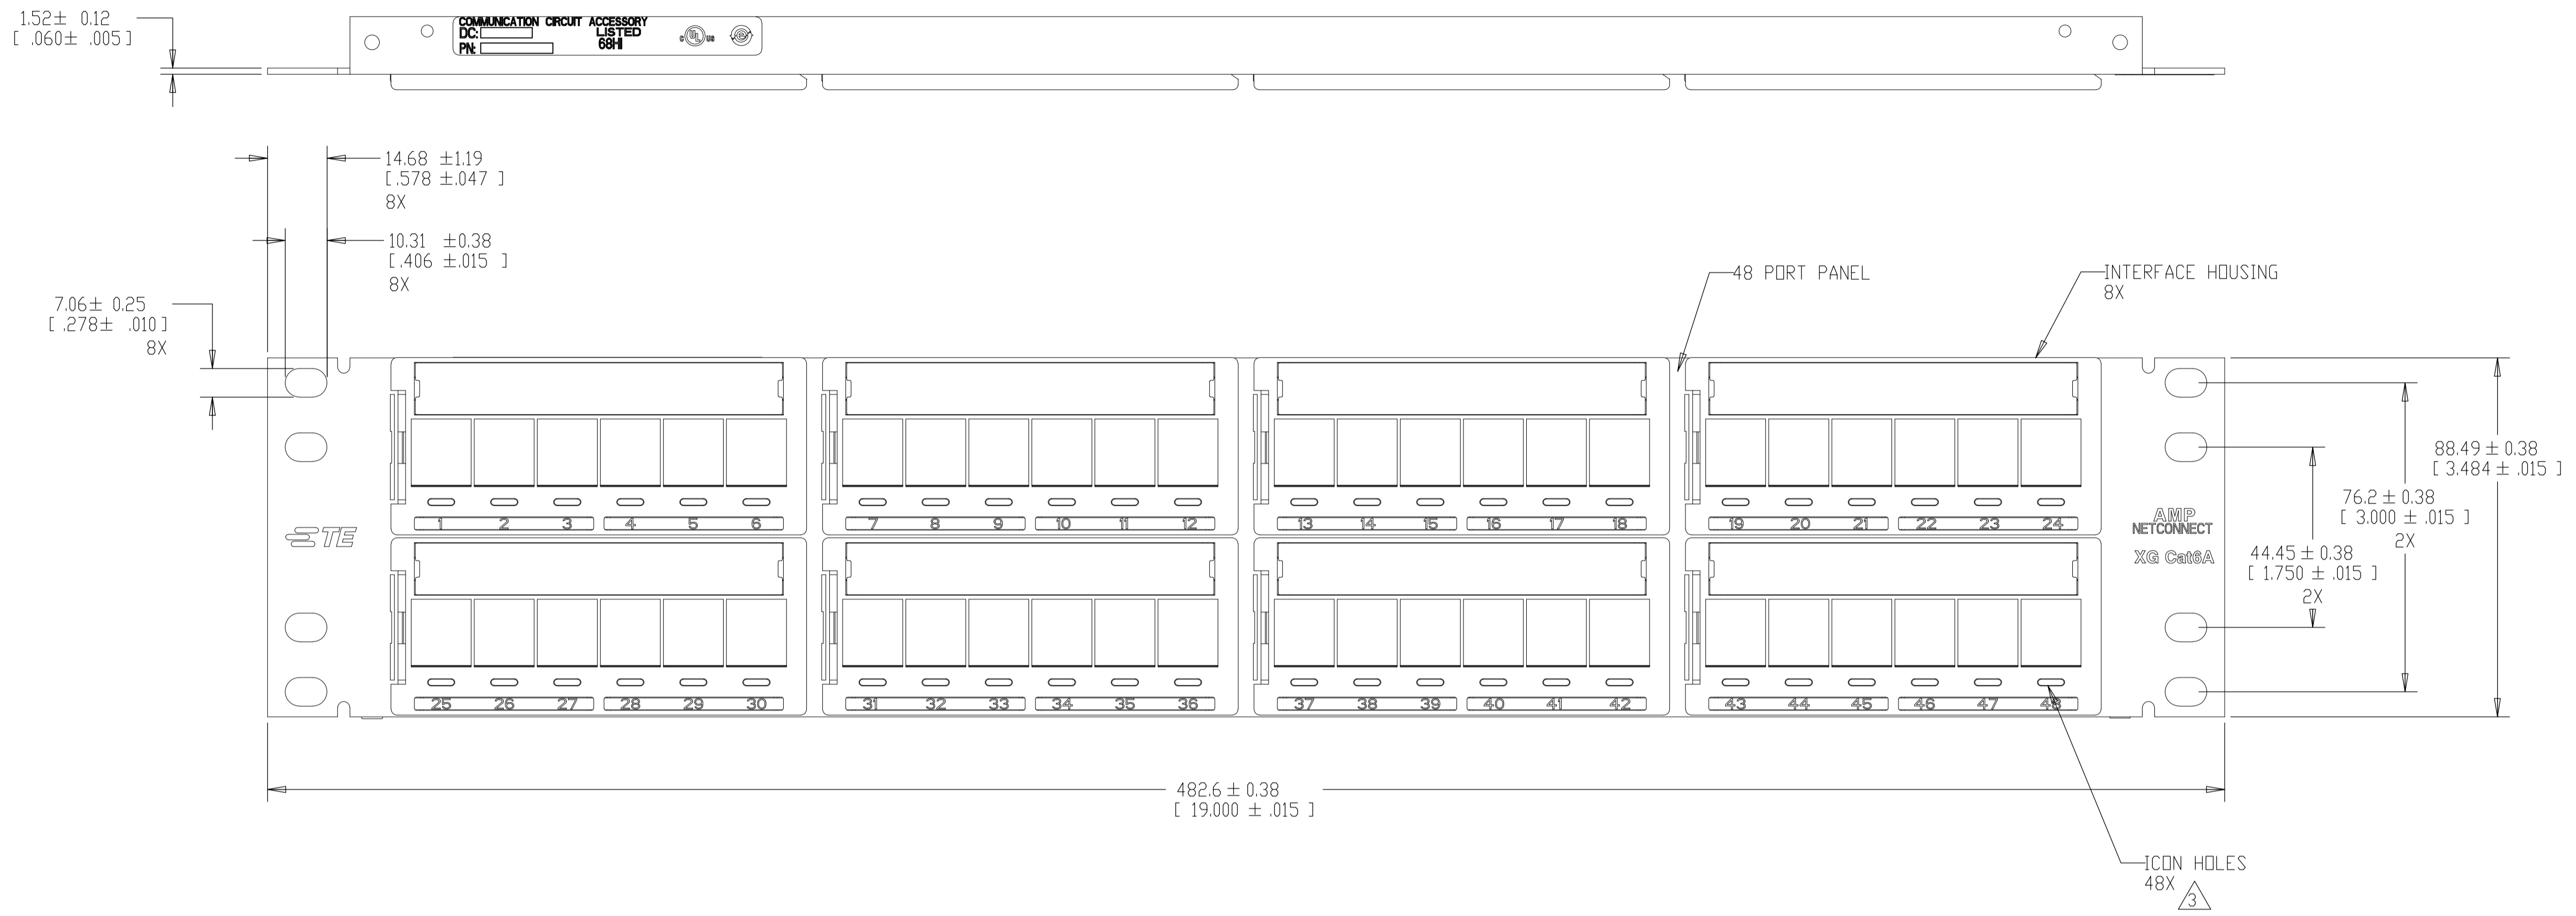 1.52± 0.12
[ .060± .005 ]
COMMUNICATION CIRCUIT ACCESSORY
DC:
LISTED
PN:
68HI
C UL US
14.68 ±1.19
[ .578 ±.047 ]
8X
10.31 ±0.38
[ .406 ±.015 ]
8X
7.06± 0.25
[ .278± .010 ]
8X
48 PORT PANEL
INTERFACE HOUSING
8X
1 2 3 4 5 6
7 8 9 10 11 12
13 14 15 16 17 18
19 20 21 22 23 24
TE
AMP
NETCONNECT
XG Cat6A
25 26 27 28 29 30
31 32 33 34 35 36
37 38 39 40 41 42
43 44 45 46 47 48
88.49 ± 0.38
[ 3.484 ± .015 ]
76.2 ± 0.38
[ 3.000 ± .015 ]
2X
44.45 ± 0.38
[ 1.750 ± .015 ]
2X
482.6 ± 0.38
[ 19.000 ± .015 ]
ICON HOLES
48X 3